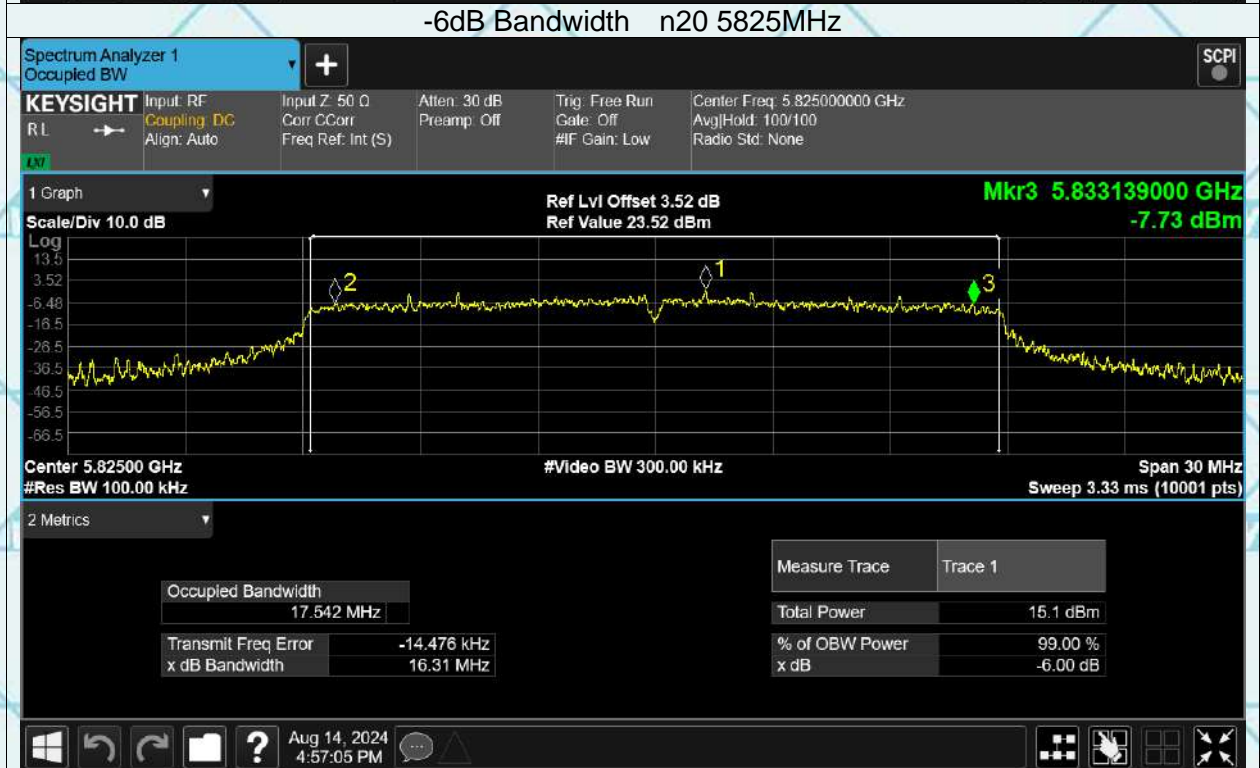 -6dB Bandwidth n20 5825MHz
Spectrum Analyzer 1
Occupied BW
+
SCPI
KEYSIGHT
RL
LXI
Input: RF
Coupling: DC
Align: Auto
Input Z: 50 Ω
Corr CCorr
Freq Ref: Int (S)
Atten: 30 dB
Preamp: Off
Trig: Free Run
Gate: Off
#IF Gain: Low
Center Freq: 5.825000000 GHz
Avg|Hold: 100/100
Radio Std: None
1 Graph
Scale/Div 10.0 dB
Ref Lvl Offset 3.52 dB
Ref Value 23.52 dBm
Mkr3 5.833139000 GHz
-7.73 dBm
Log
13.5
3.52
-6.48
-16.5
-26.5
-36.5
-46.5
-56.5
-66.5
2
1
3
Center 5.82500 GHz
#Res BW 100.00 kHz
#Video BW 300.00 kHz
Span 30 MHz
Sweep 3.33 ms (10001 pts)
2 Metrics
Occupied Bandwidth
17.542 MHz
Transmit Freq Error -14.476 kHz
x dB Bandwidth 16.31 MHz
Measure Trace Trace 1
Total Power 15.1 dBm
% of OBW Power 99.00 %
x dB -6.00 dB
?
Aug 14, 2024
4:57:05 PM